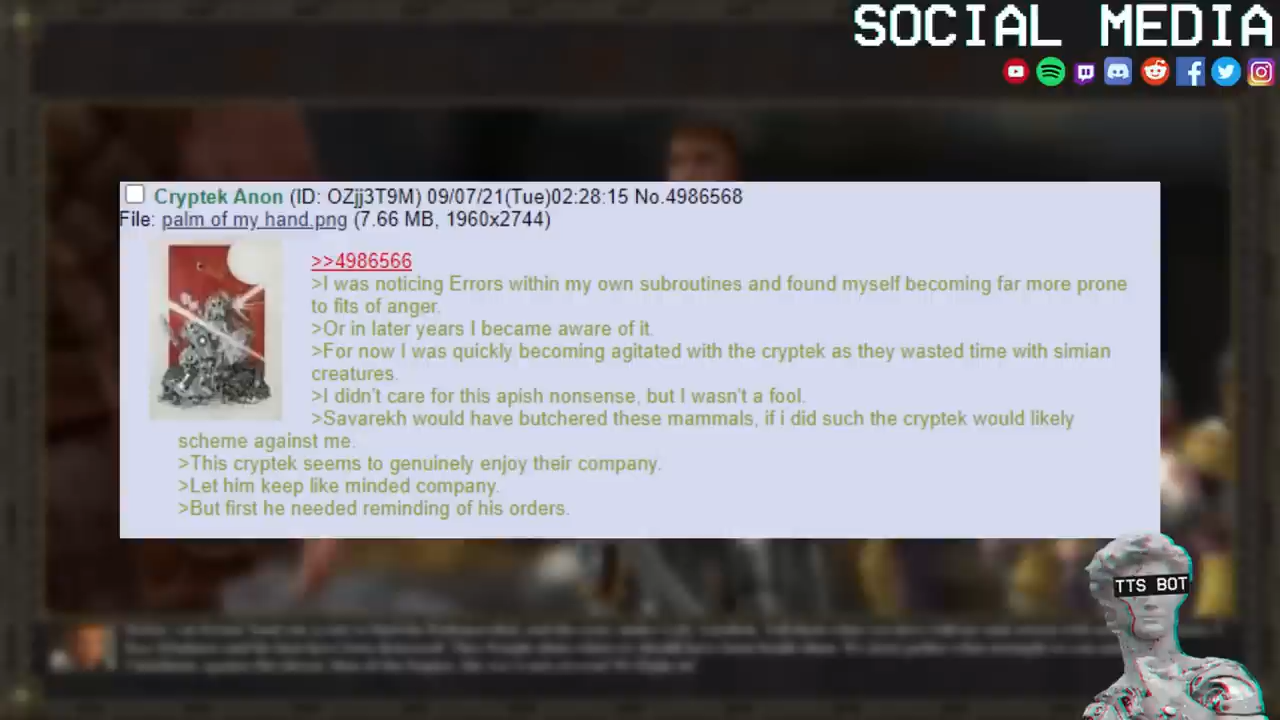 SOCIAL MEDIA
Cryptek Anon (ID: OZjj3T9M) 09/07/21(Tue)02:28:15 No.4986568
File: palm of my hand.png (7.66 MB, 1960x2744)
>>4986566
>I was noticing Errors within my own subroutines and found myself becoming far more prone
to fits of anger.
>Or in later years I became aware of it.
>For now I was quickly becoming agitated with the cryptek as they wasted time with simian
creatures.
>I didn't care for this apish nonsense, but I wasn't a fool.
>Savarekh would have butchered these mammals, if i did such the cryptek would likely
scheme against me.
>This cryptek seems to genuinely enjoy their company.
>Let him keep like minded company.
>But first he needed reminding of his orders.
TTS BOT